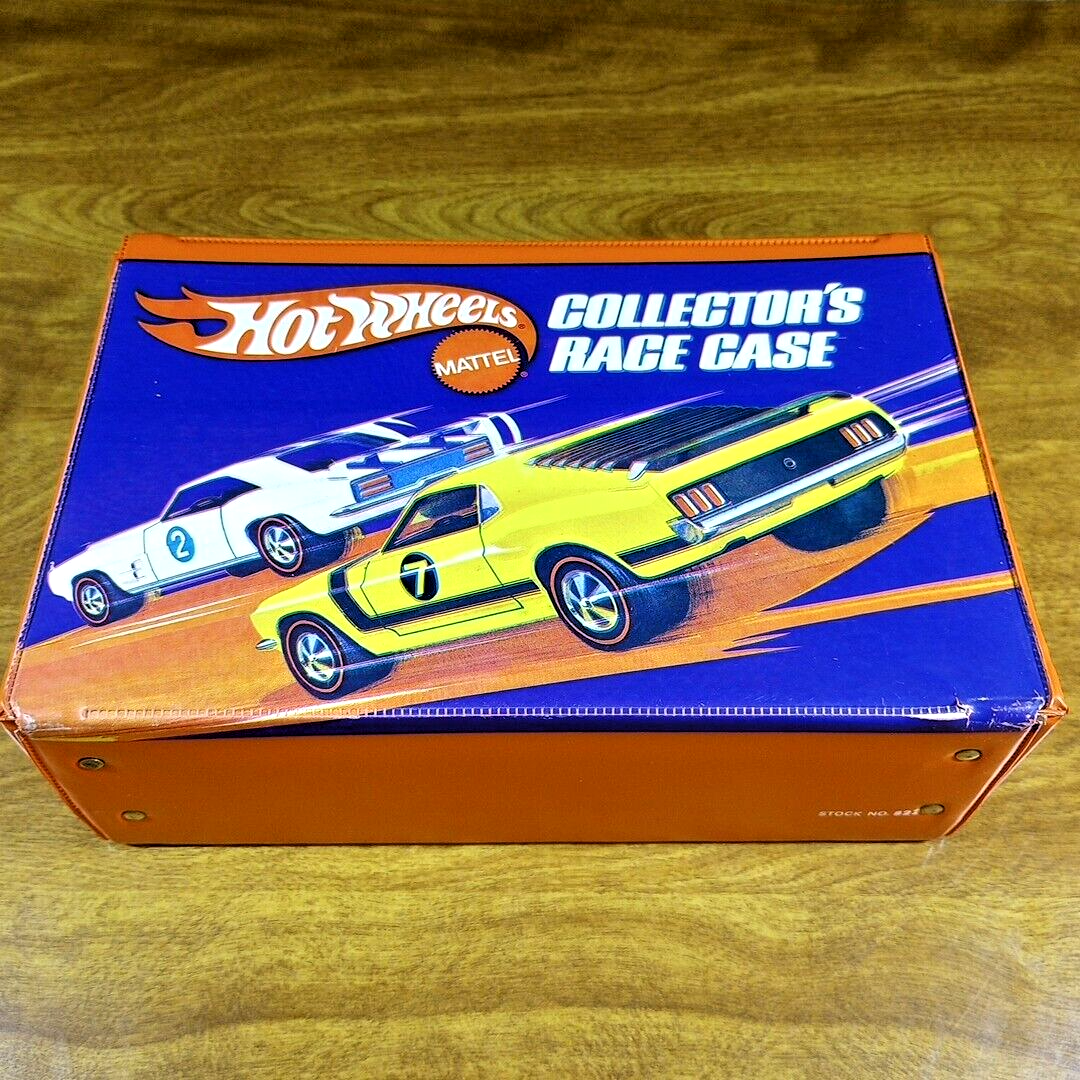 HOT WHEELS®
MATTEL®
COLLECTOR'S
RACE CASE
2
7
STOCK NO.